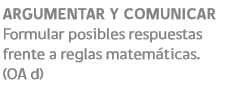 ARGUMENTAR Y COMUNICAR
Formular posibles respuestas
frente a reglas matemáticas.
(OA d)